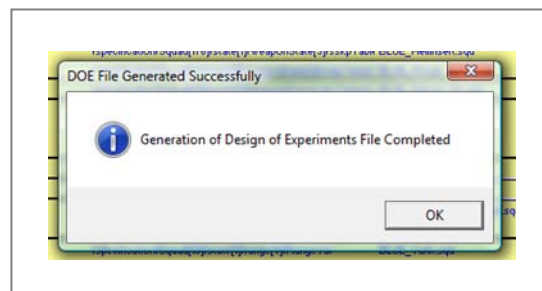 DOE File Generated Successfully
Generation of Design of Experiments File Completed
OK